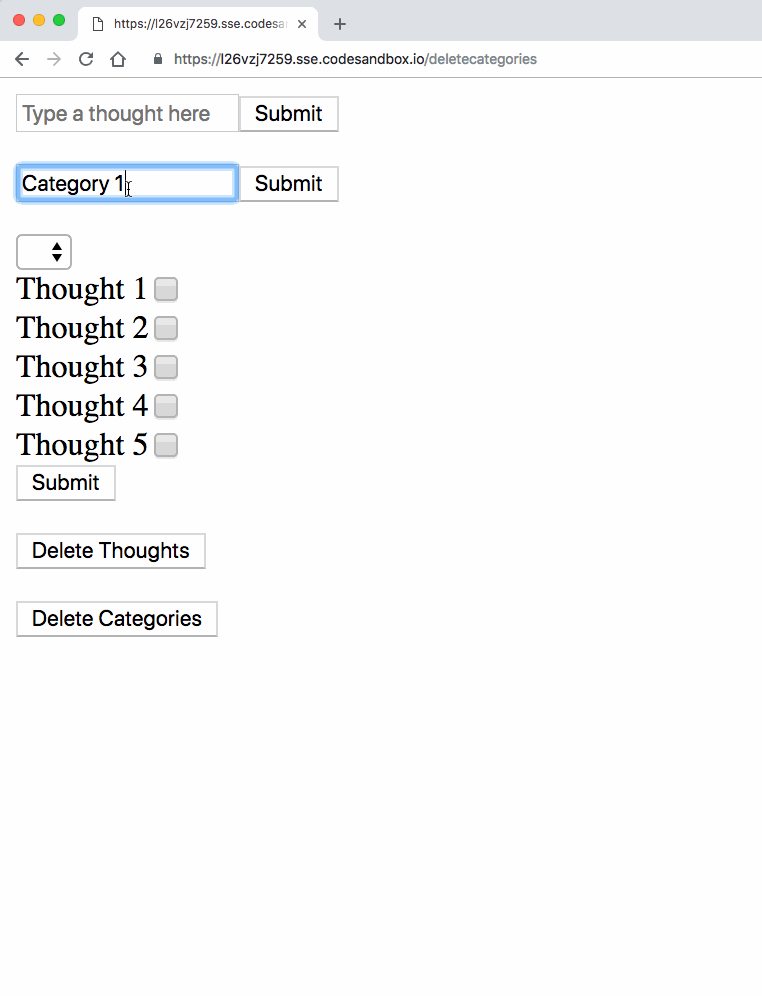 https://l26vzj7259.sse.codesa
https://l26vzj7259.sse.codesandbox.io/deletecategories
Type a thought here Submit
Category 1 Submit
Thought 1
Thought 2
Thought 3
Thought 4
Thought 5
Submit
Delete Thoughts
Delete Categories